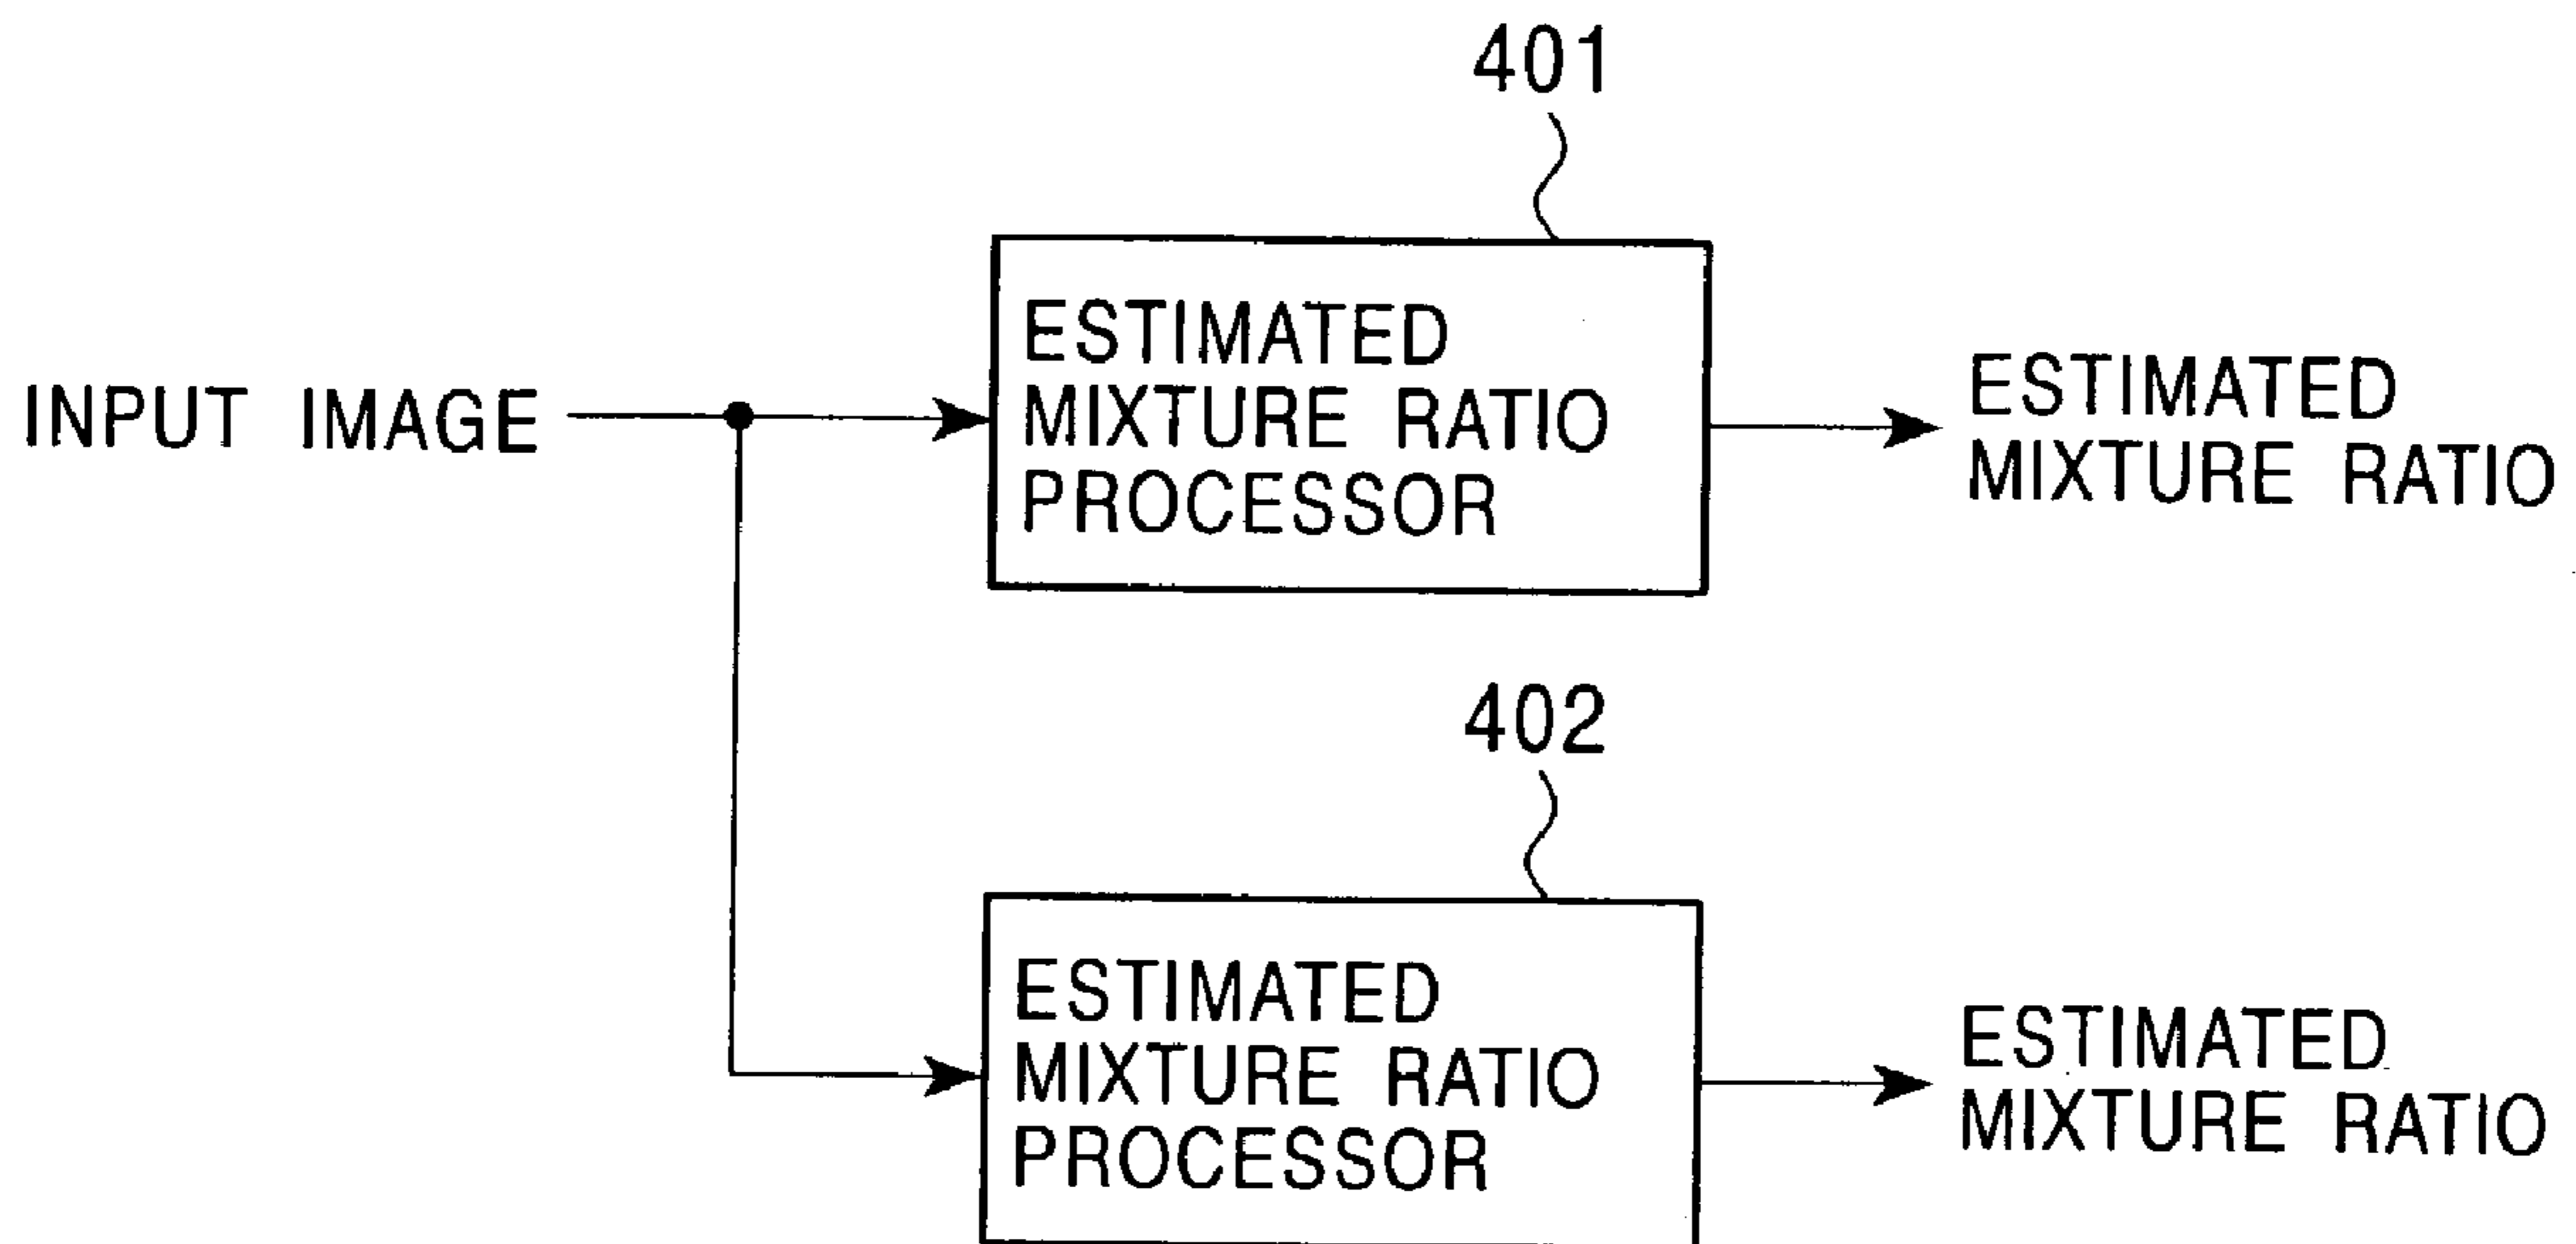 401
INPUT IMAGE
ESTIMATED
MIXTURE RATIO
PROCESSOR
ESTIMATED
MIXTURE RATIO
402
ESTIMATED
MIXTURE RATIO
PROCESSOR
ESTIMATED
MIXTURE RATIO